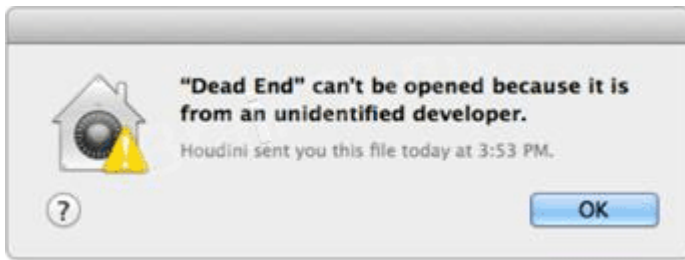 “Dead End” can't be opened because it is
from an unidentified developer.
Houdini sent you this file today at 3:53 PM.
?
OK